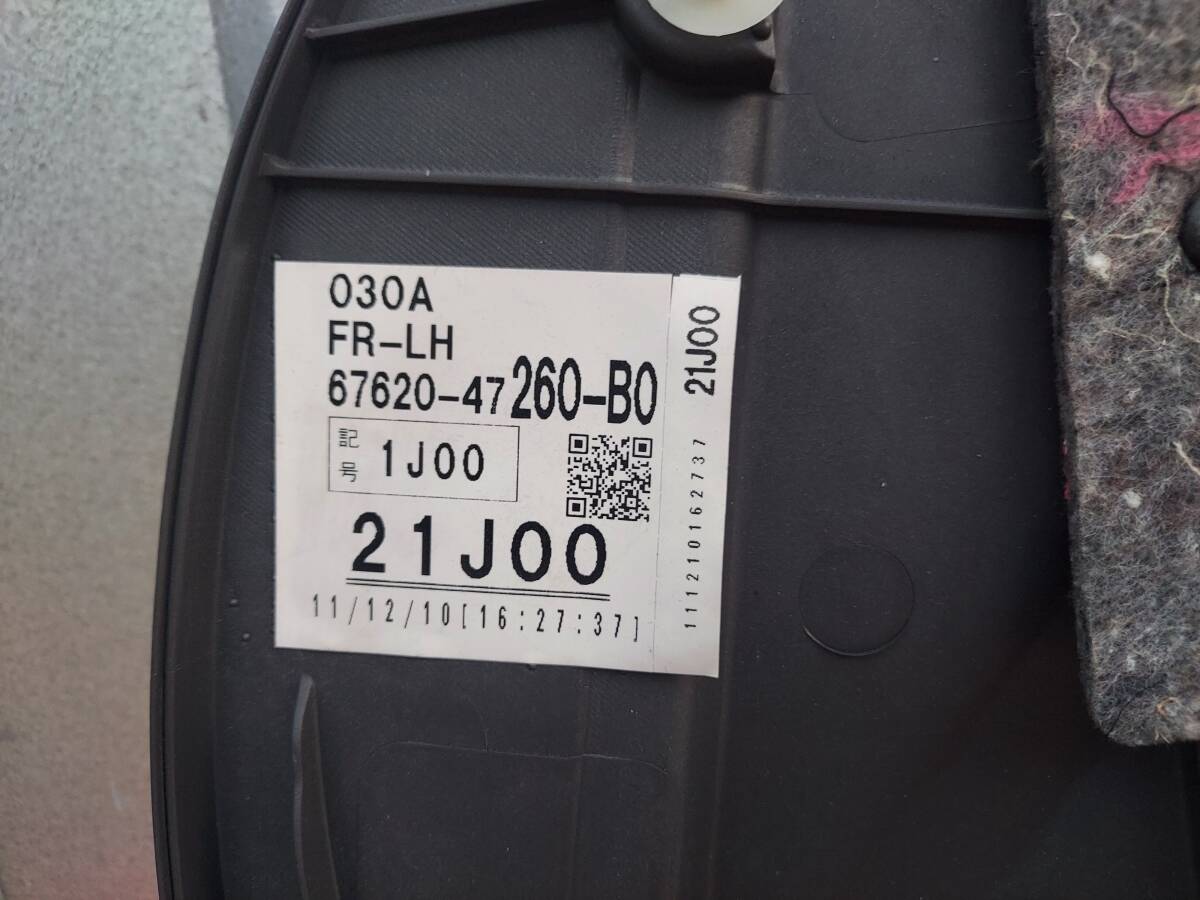 030A
FR-LH
67620-47260-B0
記号 1J00
21J00
11/12/10[16:27:37]
21J00
111210162737